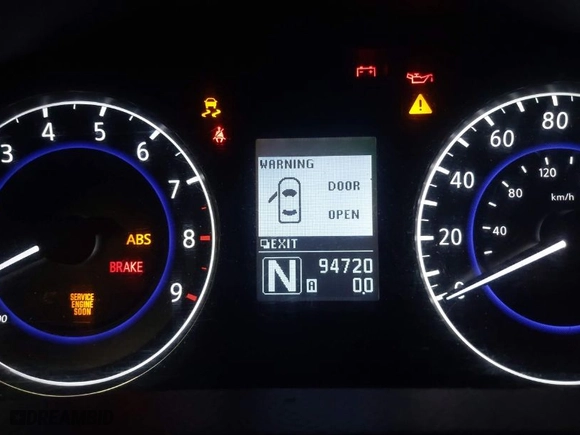 3 4 5 6 7 8 9
ABS
BRAKE
SERVICE
ENGINE
SOON
WARNING
DOOR
OPEN
EXIT
N
94720
A 0.0
0 20 40 60 80
40 80 120
km/h